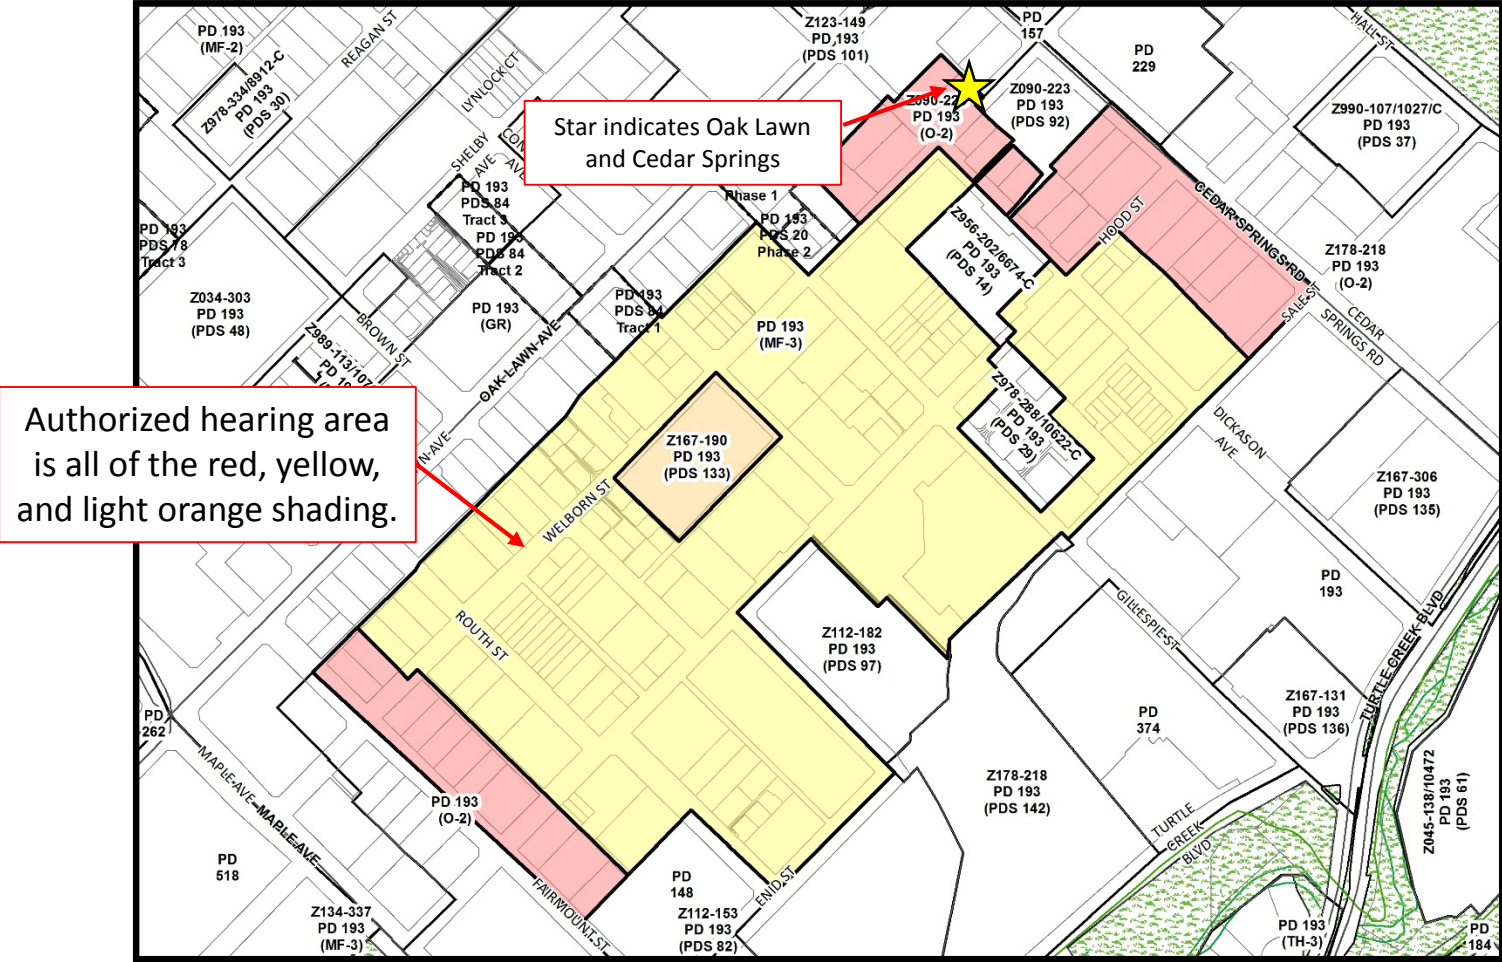 PD 193
(MF-2)
REAGAN ST
Z123-149
PD 193
(PDS 101)
PD
157
PD
229
HALL ST
Z978-334/8912-C
PD 193
(PDS 30)
LYNLOCK CT
Star indicates Oak Lawn
and Cedar Springs
PD 193
(O-2)
Z090-223
PD 193
(PDS 92)
Z990-107/1027/C
PD 193
(PDS 37)
SHELBY
AVE
AVE
PD 193
PDS 84
Tract 3
PD 193
PDS 84
Tract 2
Phase 1
PD 193
PDS 20
Phase 2
PD 193
PDS 78
Tract 3
CEDAR SPRINGS RD
HOOD ST
Z956-202/6674-C
PD 193
(PDS 14)
Z178-218
PD 193
(O-2)
Z034-303
PD 193
(PDS 48)
BROWN ST
PD 193
(GR)
PD 193
PDS 84
Tract 1
PD 193
(MF-3)
SALE ST
CEDAR
SPRINGS RD
OAK LAWN AVE
Authorized hearing area
is all of the red, yellow,
and light orange shading.
N AVE
Z978-288/10622-C
PD 193
(PDS 29)
DICKASON
AVE
Z167-190
PD 193
(PDS 133)
WELBORN ST
Z167-306
PD 193
(PDS 135)
PD
193
GILLESPIE ST
TURTLE CREEK BLVD
ROUTH ST
Z112-182
PD 193
(PDS 97)
Z167-131
PD 193
(PDS 136)
PD
262
PD
374
MAPLE AVE
MAPLE AVE
PD 193
(O-2)
Z178-218
PD 193
(PDS 142)
TURTLE
CREEK
BLVD
Z045-138/10472
PD 193
(PDS 61)
PD
518
PD
148
ENID ST
FAIRMOUNT ST
Z134-337
PD 193
(MF-3)
Z112-153
PD 193
(PDS 82)
PD 193
(TH-3)
PD
184